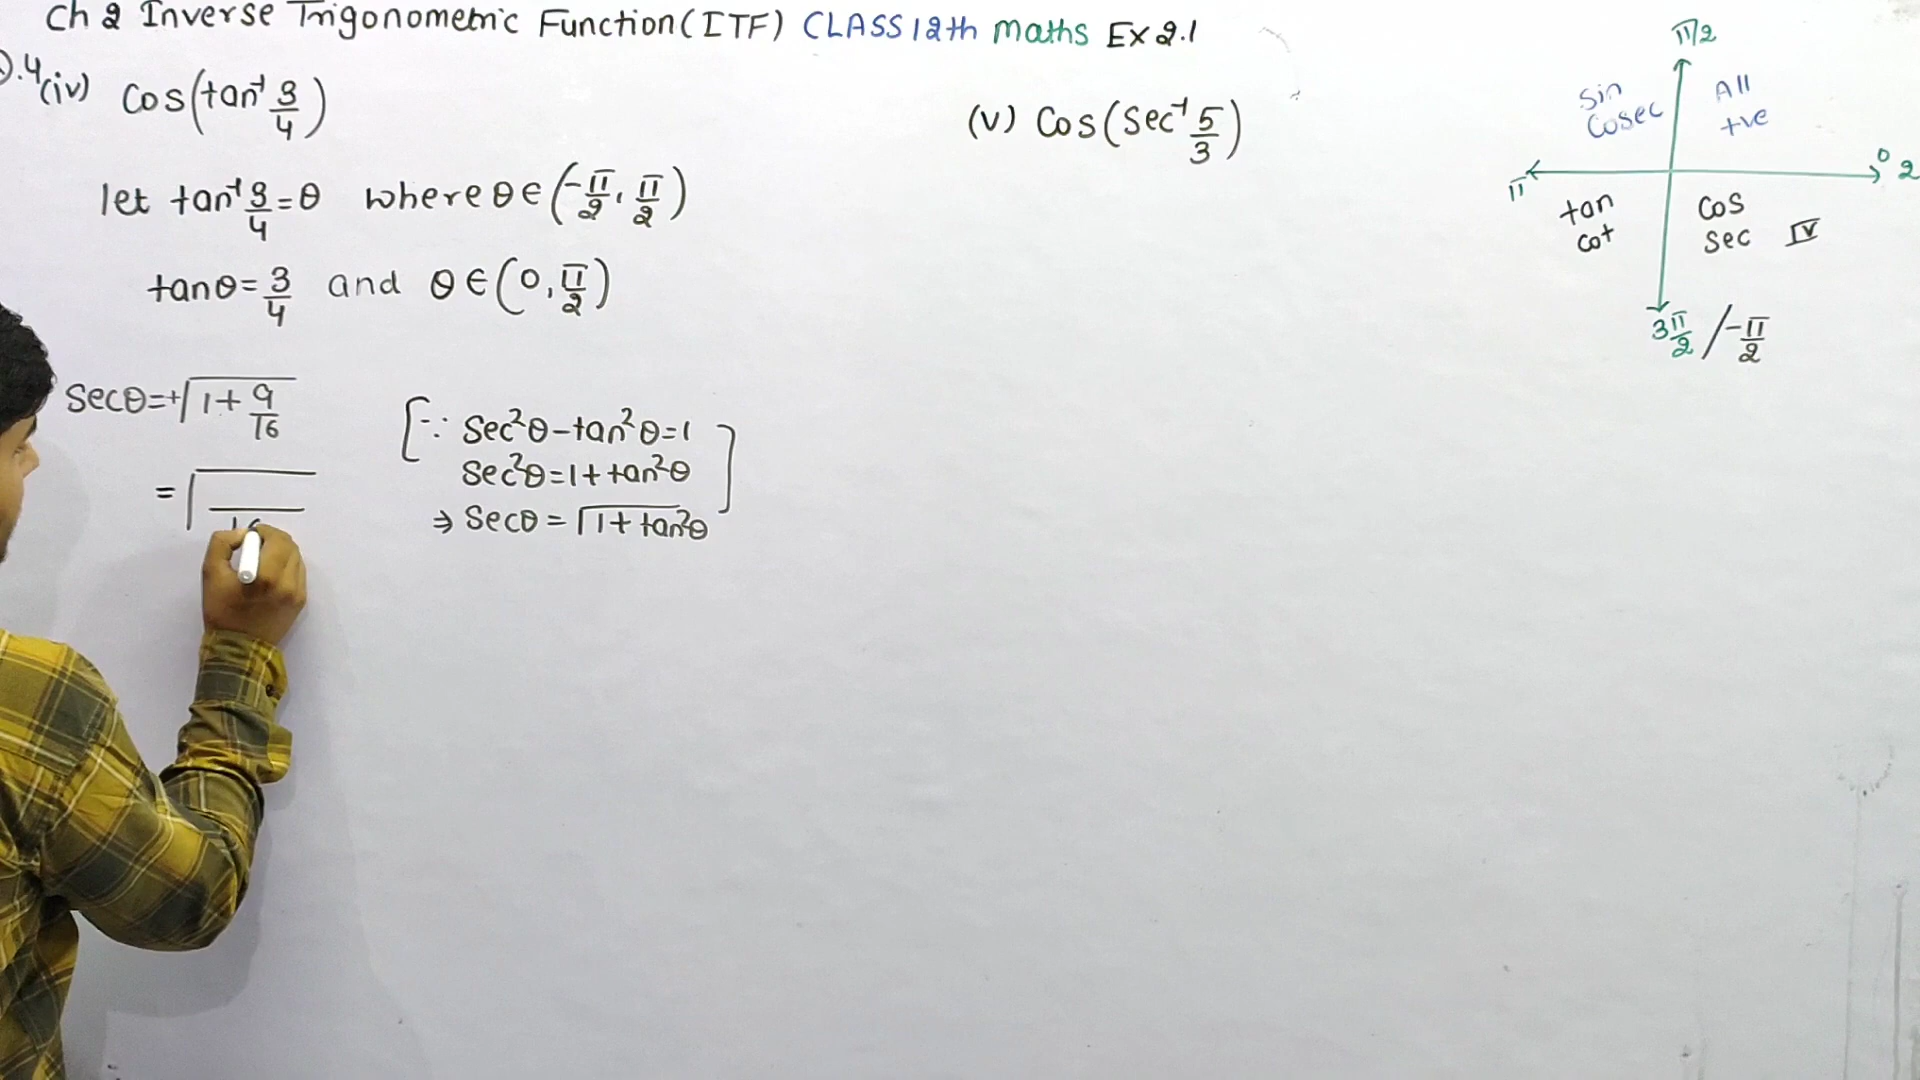 Ch 2 Inverse Trigonometric Function (ITF) CLASS 12th Maths Ex 2.1
Q.4(iv) Cos(tan⁻¹ 3/4)
let tan⁻¹ 3/4 = θ where θ ∈ (-π/2, π/2)
tanθ = 3/4 and θ ∈ (0, π/2)
Secθ = +√(1 + 9/16)
= √( /16)
[∵ Sec²θ - tan²θ = 1
Sec²θ = 1 + tan²θ
⇒ Secθ = √(1 + tan²θ)]
(v) Cos(Sec⁻¹ 5/3)
π/2
Sin
Cosec
All
+ve
π
0
2
tan
cot
Cos
Sec
IV
3π/2 / -π/2